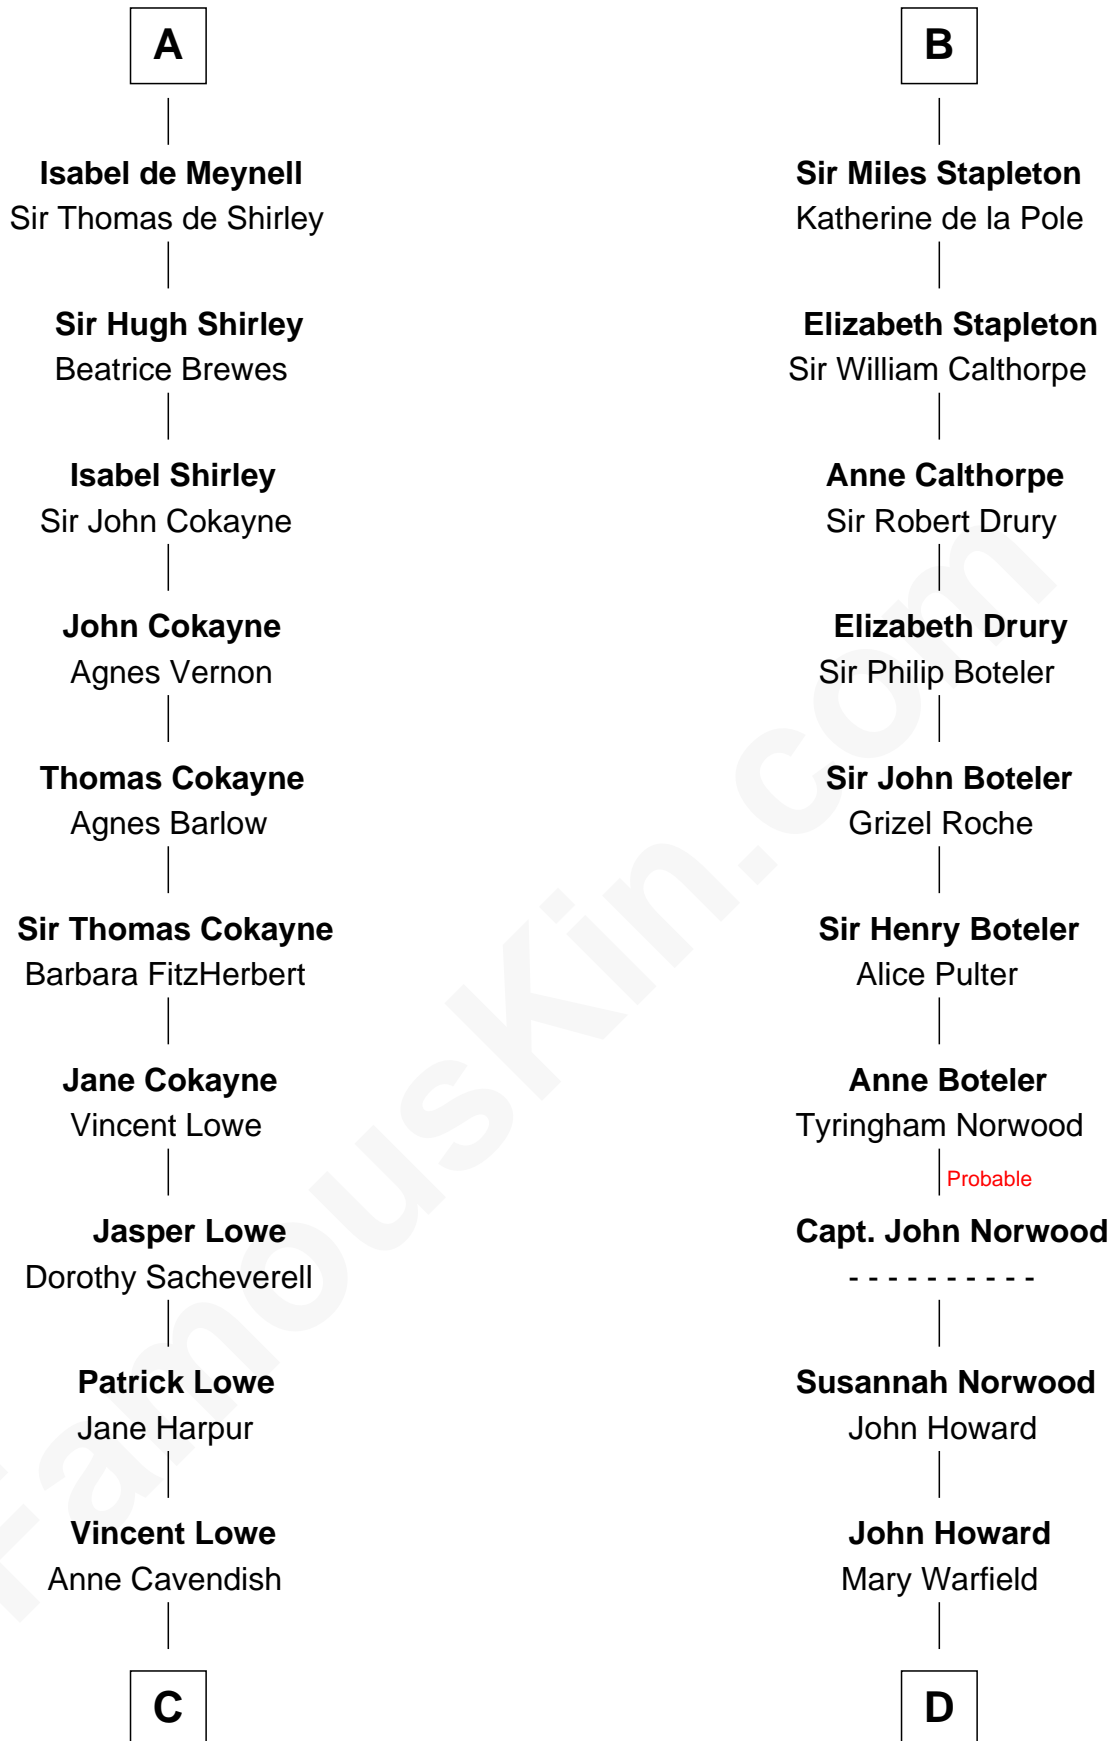 A
Isabel de Meynell
Sir Thomas de Shirley
Sir Hugh Shirley
Beatrice Brewes
Isabel Shirley
Sir John Cokayne
John Cokayne
Agnes Vernon
Thomas Cokayne
Agnes Barlow
Sir Thomas Cokayne
Barbara FitzHerbert
Jane Cokayne
Vincent Lowe
Jasper Lowe
Dorothy Sacheverell
Patrick Lowe
Jane Harpur
Vincent Lowe
Anne Cavendish
C
B
Sir Miles Stapleton
Katherine de la Pole
Elizabeth Stapleton
Sir William Calthorpe
Anne Calthorpe
Sir Robert Drury
Elizabeth Drury
Sir Philip Boteler
Sir John Boteler
Grizel Roche
Sir Henry Boteler
Alice Pulter
Anne Boteler
Tyringham Norwood
Probable
Capt. John Norwood
- - - - - - - - - -
Susannah Norwood
John Howard
John Howard
Mary Warfield
D
FamousKin.com